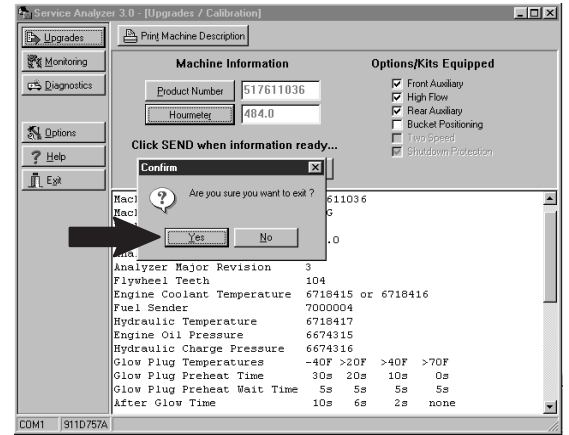 Service Analyzer 3.0 - [Upgrades / Calibration]
Upgrades
Print Machine Description
Monitoring
Diagnostics
Options
Help
Exit
Machine Information
Product Number 517611036
Hourmeter 484.0
Options/Kits Equipped
Front Auxiliary
High Flow
Rear Auxiliary
Bucket Positioning
Two Speed
Shutdown Protection
Click SEND when information ready...
Confirm
Are you sure you want to exit ?
Yes No
Analyzer Major Revision 3
Flywheel Teeth 104
Engine Coolant Temperature 6718415 or 6718416
Fuel Sender 7000004
Hydraulic Temperature 6718417
Engine Oil Pressure 6674315
Hydraulic Charge Pressure 6674316
Glow Plug Temperatures -40F >20F >40F >70F
Glow Plug Preheat Time 30s 20s 10s 0s
Glow Plug Preheat Wait Time 5s 5s 5s 5s
After Glow Time 10s 6s 2s none
COM1 911D757A